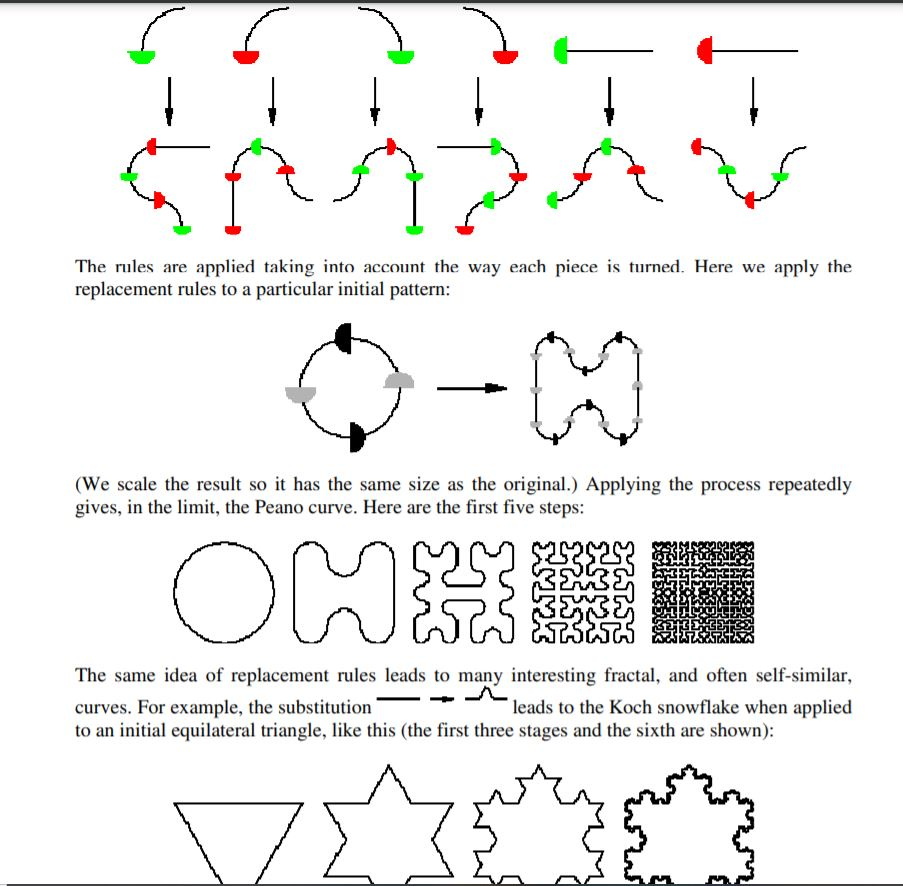 The rules are applied taking into account the way each piece is turned. Here we apply the
replacement rules to a particular initial pattern:
(We scale the result so it has the same size as the original.) Applying the process repeatedly
gives, in the limit, the Peano curve. Here are the first five steps:
The same idea of replacement rules leads to many interesting fractal, and often self-similar,
curves. For example, the substitution leads to the Koch snowflake when applied
to an initial equilateral triangle, like this (the first three stages and the sixth are shown):